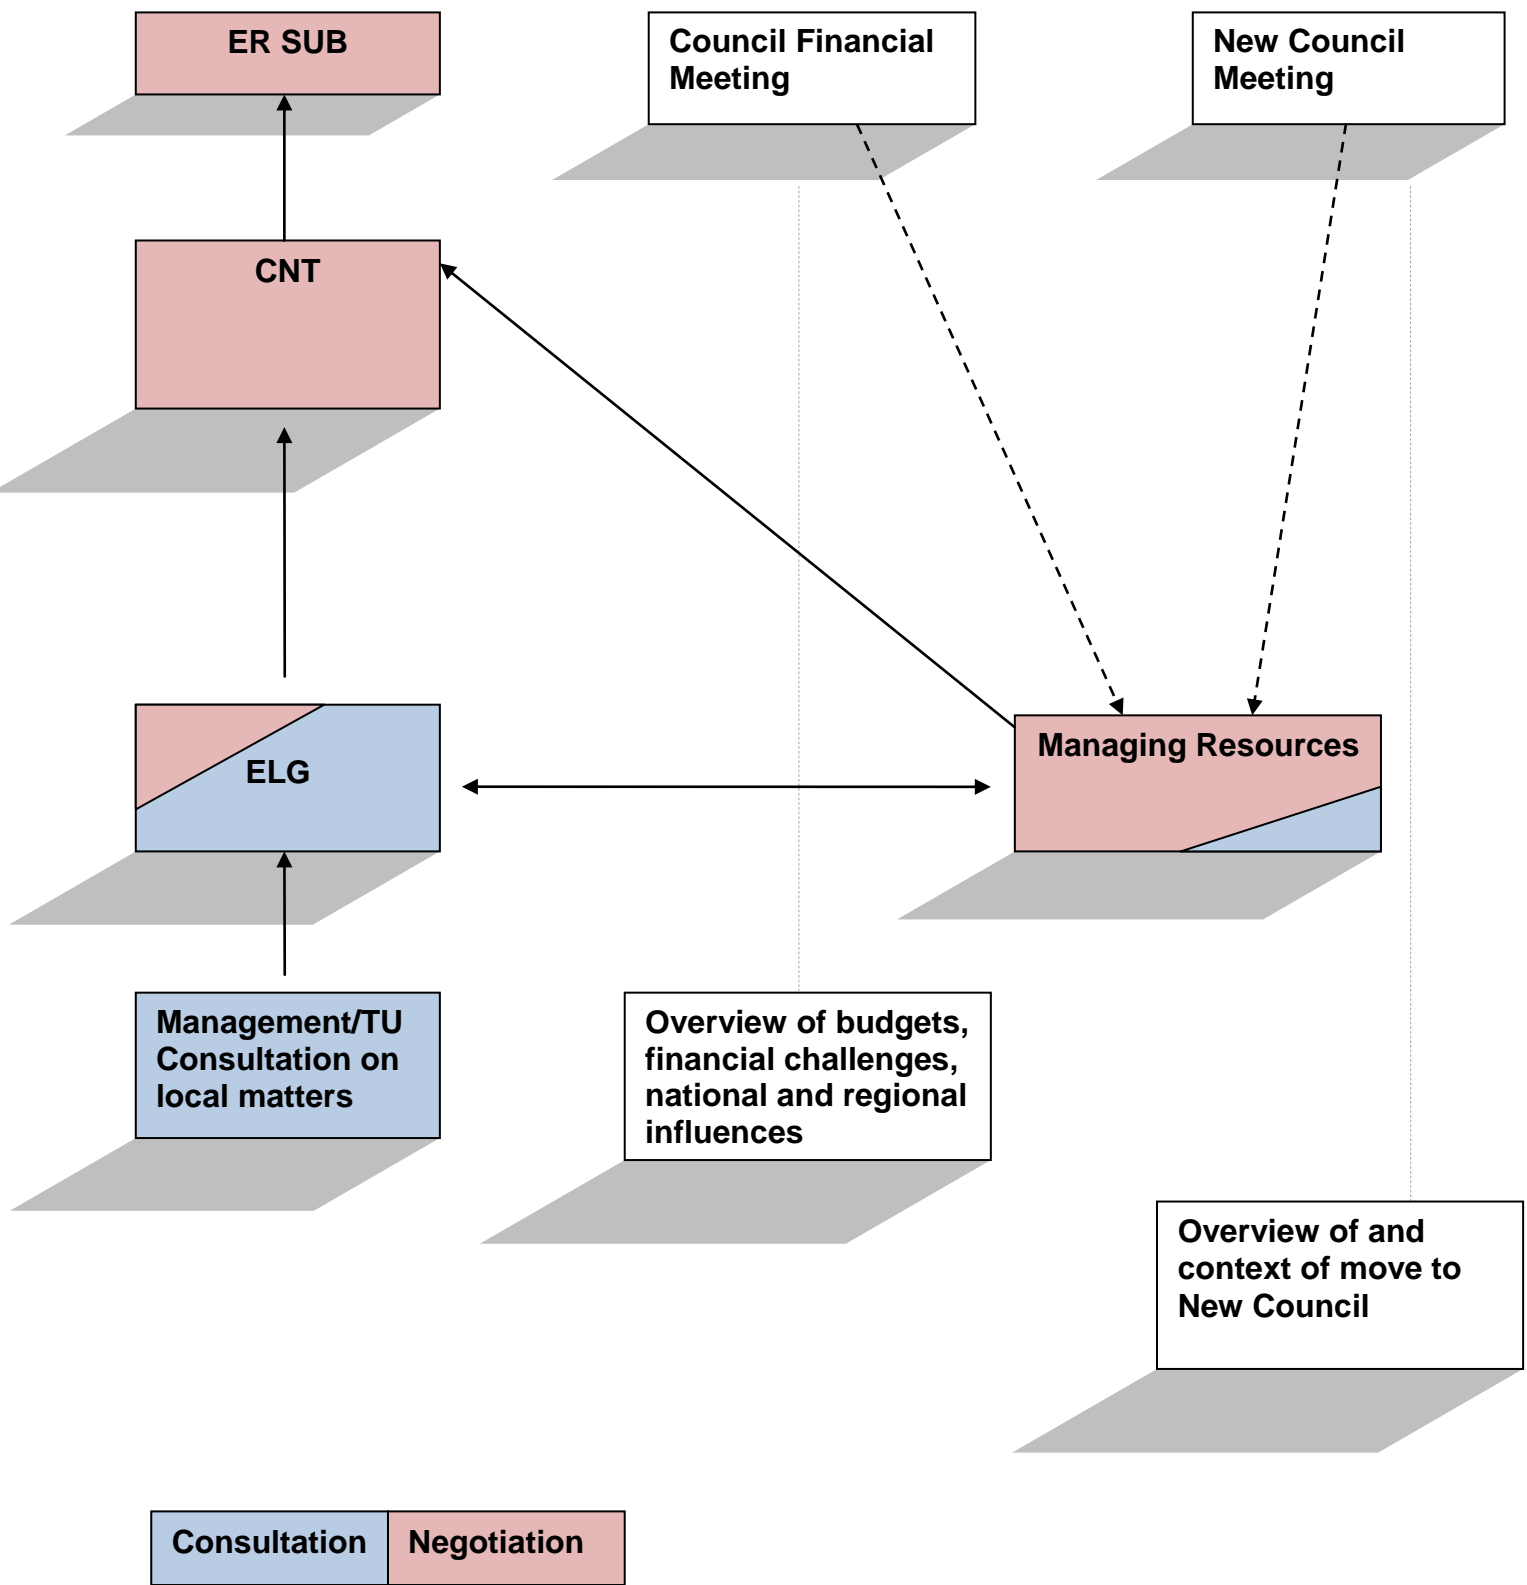 ER SUB
Council Financial
Meeting
New Council
Meeting
CNT
ELG
Managing Resources
Management/TU
Consultation on
local matters
Overview of budgets,
financial challenges,
national and regional
influences
Overview of and
context of move to
New Council
Consultation
Negotiation